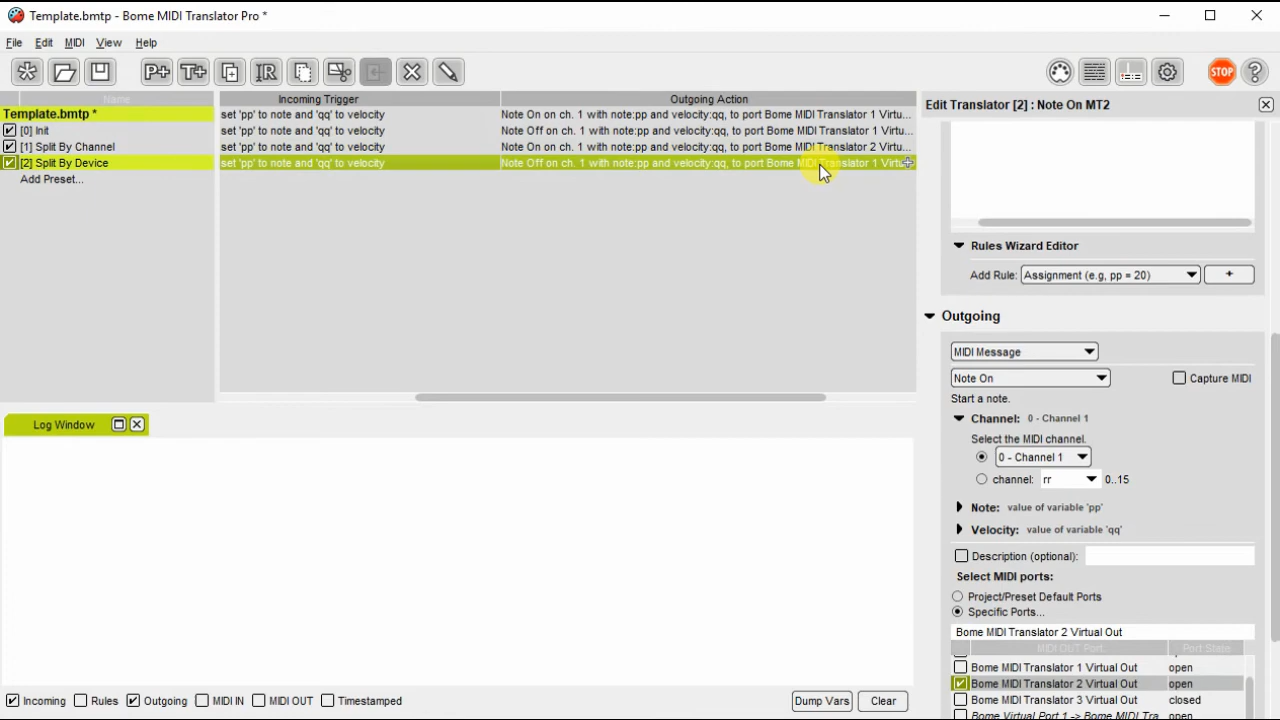 Template.bmtp - Bome MIDI Translator Pro *
File Edit MIDI View Help
P+ T+ IR STOP ?
Name Incoming Trigger Outgoing Action
Template.bmtp *
[0] Init
[1] Split By Channel
[2] Split By Device
Add Preset...
set 'pp' to note and 'qq' to velocity Note On on ch. 1 with note:pp and velocity:qq, to port Bome MIDI Translator 1 Virtu...
set 'pp' to note and 'qq' to velocity Note Off on ch. 1 with note:pp and velocity:qq, to port Bome MIDI Translator 1 Virtu...
set 'pp' to note and 'qq' to velocity Note On on ch. 1 with note:pp and velocity:qq, to port Bome MIDI Translator 2 Virtu...
set 'pp' to note and 'qq' to velocity Note Off on ch. 1 with note:pp and velocity:qq, to port Bome MIDI Translator 1 Virtu...
Log Window
Incoming Rules Outgoing MIDI IN MIDI OUT Timestamped Dump Vars Clear
Edit Translator [2] : Note On MT2
Rules Wizard Editor
Add Rule: Assignment (e.g, pp = 20) +
Outgoing
MIDI Message
Note On Capture MIDI
Start a note.
Channel: 0 - Channel 1
Select the MIDI channel.
0 - Channel 1
channel: rr 0..15
Note: value of variable 'pp'
Velocity: value of variable 'qq'
Description (optional):
Select MIDI ports:
Project/Preset Default Ports
Specific Ports...
Bome MIDI Translator 2 Virtual Out
MIDI OUT Port Port State
Bome MIDI Translator 1 Virtual Out open
Bome MIDI Translator 2 Virtual Out open
Bome MIDI Translator 3 Virtual Out closed
Bome Virtual Port 1 -> Bome MIDI Tra... open